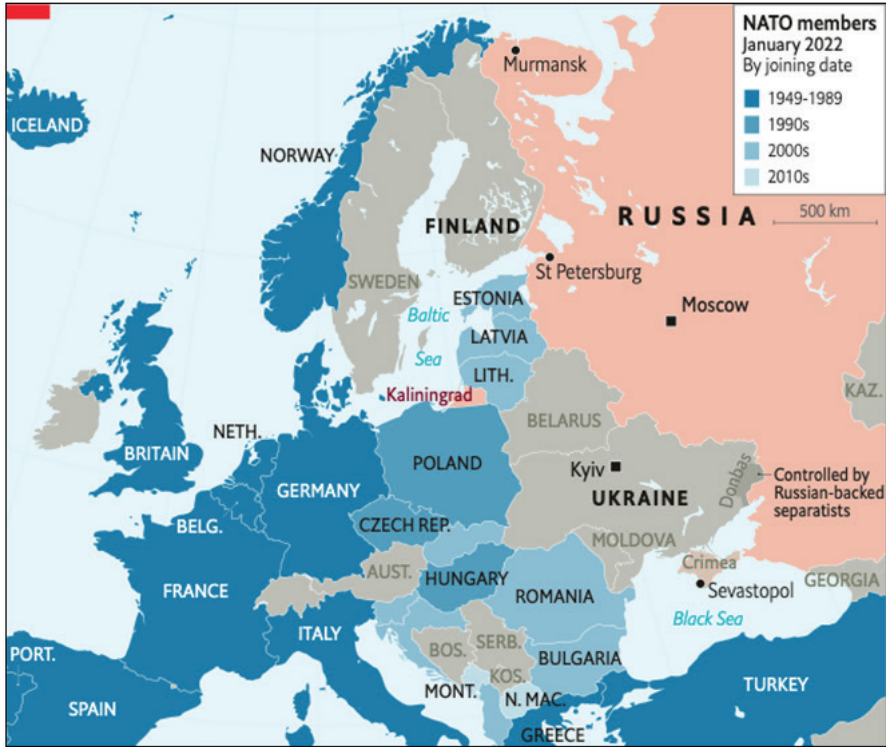 NATO members
January 2022
By joining date
1949-1989
1990s
2000s
2010s
500 km
ICELAND
NORWAY
Murmansk
FINLAND
RUSSIA
SWEDEN
St Petersburg
ESTONIA
Baltic
Sea
Moscow
LATVIA
LITH.
Kaliningrad
KAZ.
BELARUS
NETH.
BRITAIN
POLAND
Kyiv
GERMANY
UKRAINE
Donbas
Controlled by
Russian-backed
separatists
BELG.
CZECH REP.
MOLDOVA
AUST.
Crimea
FRANCE
HUNGARY
ROMANIA
Sevastopol
GEORGIA
Black Sea
ITALY
BOS.
SERB.
PORT.
KOS.
BULGARIA
MONT.
N. MAC.
TURKEY
SPAIN
GREECE